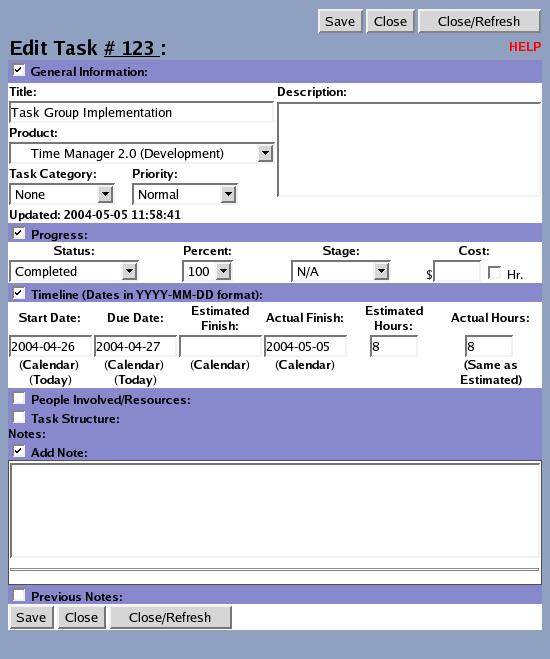 Save Close Close/Refresh
Edit Task # 123 :
HELP
General Information:
Title: Description:
Task Group Implementation
Product:
Time Manager 2.0 (Development)
Task Category: Priority:
None Normal
Updated: 2004-05-05 11:58:41
Progress:
Status: Percent: Stage: Cost:
Completed 100 N/A $ Hr.
Timeline (Dates in YYYY-MM-DD format):
Start Date: Due Date: Estimated Finish: Actual Finish: Estimated Hours: Actual Hours:
2004-04-26 2004-04-27 2004-05-05 8 8
(Calendar) (Calendar) (Calendar) (Calendar) (Same as
(Today) (Today) Estimated)
People Involved/Resources:
Task Structure:
Notes:
Add Note:
Previous Notes:
Save Close Close/Refresh